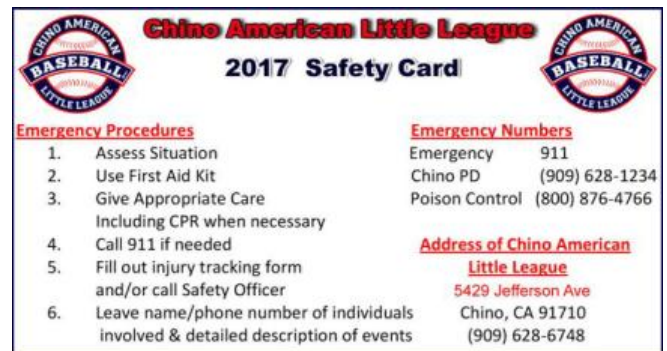 CHINO AMERICAN
BASEBALL
LITTLE LEAGUE
Chino American Little League
2017 Safety Card
CHINO AMERICAN
BASEBALL
LITTLE LEAGUE
Emergency Procedures
1. Assess Situation
2. Use First Aid Kit
3. Give Appropriate Care
Including CPR when necessary
4. Call 911 if needed
5. Fill out injury tracking form
and/or call Safety Officer
6. Leave name/phone number of individuals
involved & detailed description of events
Emergency Numbers
Emergency 911
Chino PD (909) 628-1234
Poison Control (800) 876-4766
Address of Chino American
Little League
5429 Jefferson Ave
Chino, CA 91710
(909) 628-6748